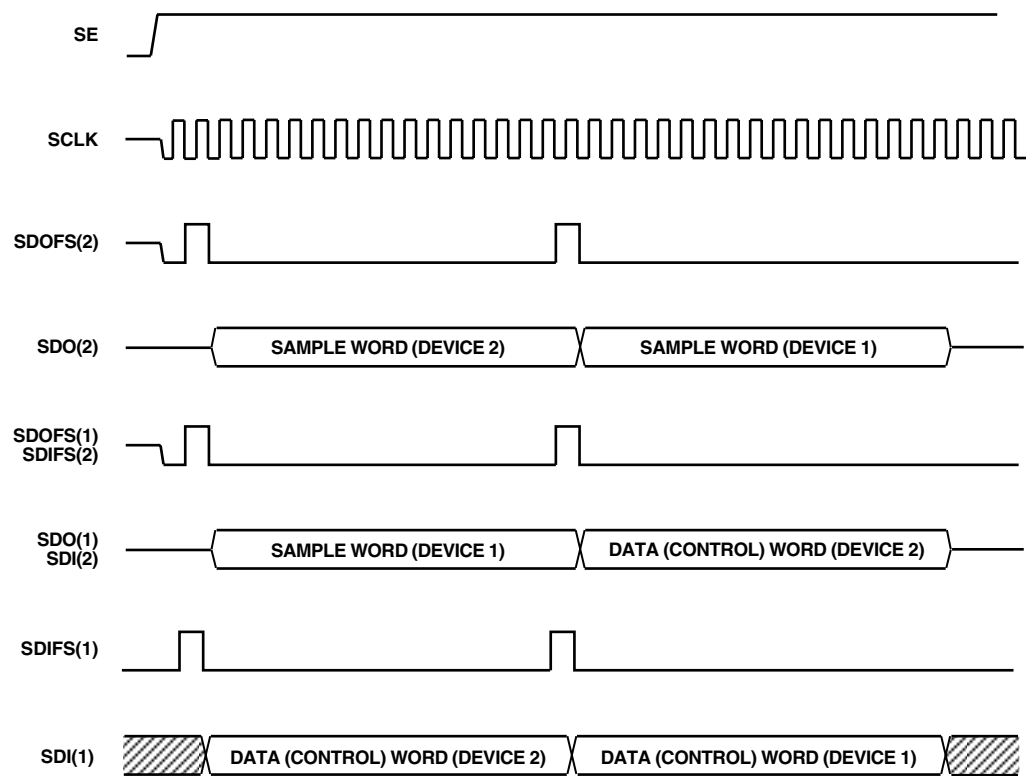 SE
SCLK
SDOFS(2)
SDO(2)
SAMPLE WORD (DEVICE 2)
SAMPLE WORD (DEVICE 1)
SDOFS(1)
SDIFS(2)
SDO(1)
SDI(2)
SAMPLE WORD (DEVICE 1)
DATA (CONTROL) WORD (DEVICE 2)
SDIFS(1)
SDI(1)
DATA (CONTROL) WORD (DEVICE 2)
DATA (CONTROL) WORD (DEVICE 1)